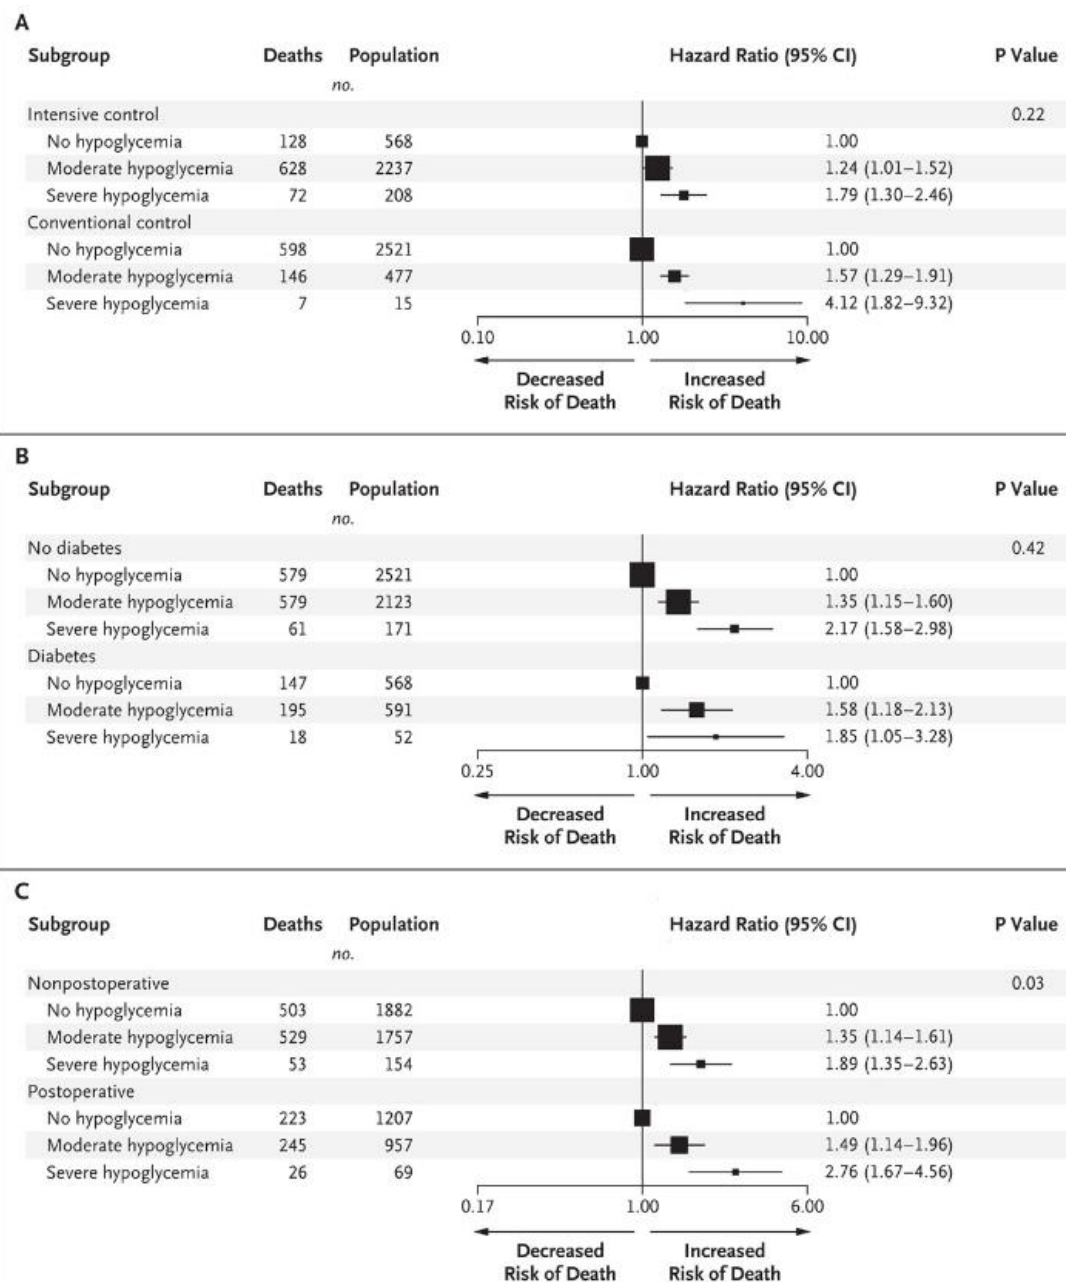 A
Subgroup Deaths Population Hazard Ratio (95% CI) P Value
no.
Intensive control 0.22
No hypoglycemia 128 568 1.00
Moderate hypoglycemia 628 2237 1.24 (1.01–1.52)
Severe hypoglycemia 72 208 1.79 (1.30–2.46)
Conventional control
No hypoglycemia 598 2521 1.00
Moderate hypoglycemia 146 477 1.57 (1.29–1.91)
Severe hypoglycemia 7 15 4.12 (1.82–9.32)
0.10 1.00 10.00
Decreased Increased
Risk of Death Risk of Death
B
Subgroup Deaths Population Hazard Ratio (95% CI) P Value
no.
No diabetes 0.42
No hypoglycemia 579 2521 1.00
Moderate hypoglycemia 579 2123 1.35 (1.15–1.60)
Severe hypoglycemia 61 171 2.17 (1.58–2.98)
Diabetes
No hypoglycemia 147 568 1.00
Moderate hypoglycemia 195 591 1.58 (1.18–2.13)
Severe hypoglycemia 18 52 1.85 (1.05–3.28)
0.25 1.00 4.00
Decreased Increased
Risk of Death Risk of Death
C
Subgroup Deaths Population Hazard Ratio (95% CI) P Value
no.
Nonpostoperative 0.03
No hypoglycemia 503 1882 1.00
Moderate hypoglycemia 529 1757 1.35 (1.14–1.61)
Severe hypoglycemia 53 154 1.89 (1.35–2.63)
Postoperative
No hypoglycemia 223 1207 1.00
Moderate hypoglycemia 245 957 1.49 (1.14–1.96)
Severe hypoglycemia 26 69 2.76 (1.67–4.56)
0.17 1.00 6.00
Decreased Increased
Risk of Death Risk of Death